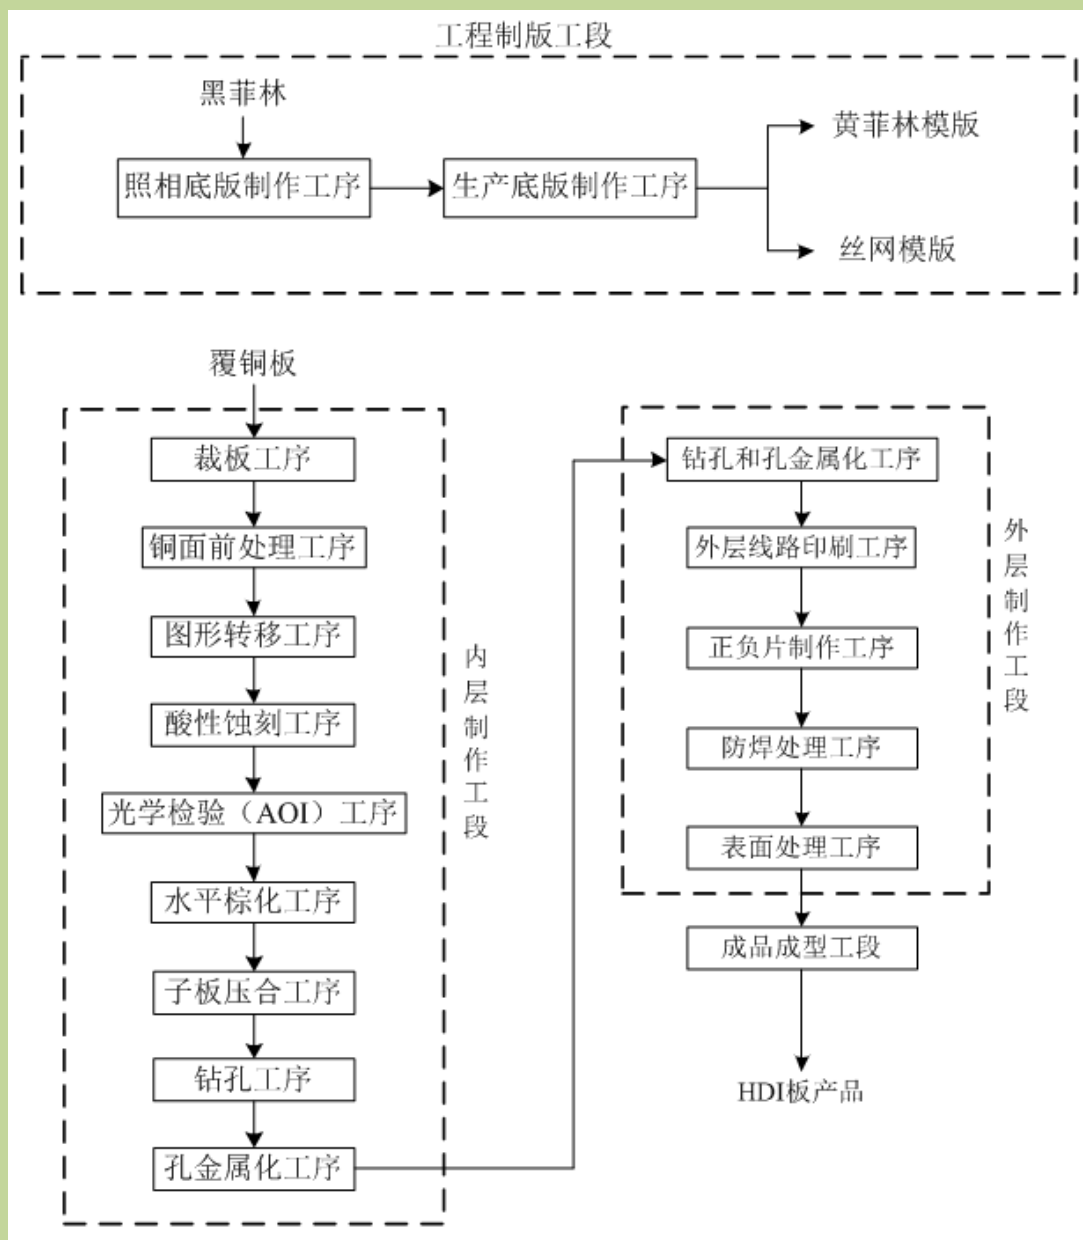 工程制版工段
黑菲林
照相底版制作工序
生产底版制作工序
黄菲林模版
丝网模版
覆铜板
裁板工序
铜面前处理工序
图形转移工序
酸性蚀刻工序
光学检验（AOI）工序
水平棕化工序
子板压合工序
钻孔工序
孔金属化工序
内层制作工段
钻孔和孔金属化工序
外层线路印刷工序
正负片制作工序
防焊处理工序
表面处理工序
外层制作工段
成品成型工段
HDI板产品